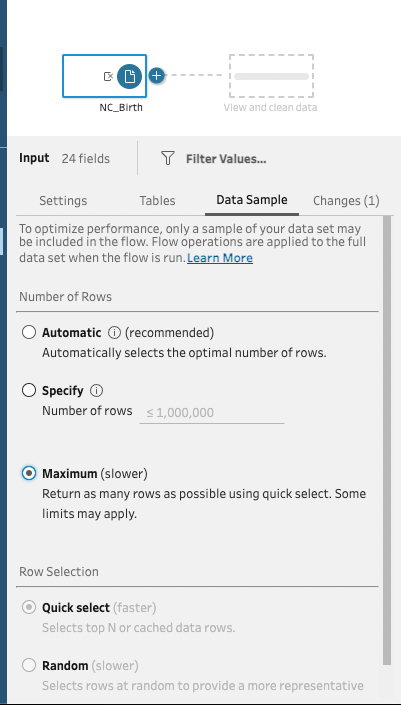 NC_Birth
View and clean data
Input 24 fields Filter Values...
Settings Tables Data Sample Changes (1)
To optimize performance, only a sample of your data set may
be included in the flow. Flow operations are applied to the full
data set when the flow is run. Learn More
Number of Rows
Automatic (recommended)
Automatically selects the optimal number of rows.
Specify
Number of rows ≤ 1,000,000
Maximum (slower)
Return as many rows as possible using quick select. Some
limits may apply.
Row Selection
Quick select (faster)
Selects top N or cached data rows.
Random (slower)
Selects rows at random to provide a more representative